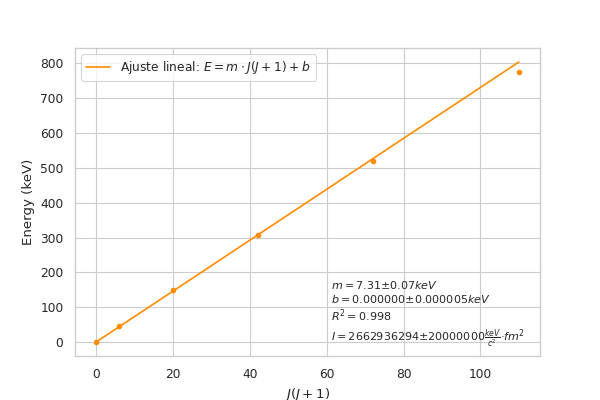 Ajuste lineal: E = m · J(J + 1) + b
800
700
600
500
400
300
200
100
0
Energy (keV)
m = 7.31±0.07keV
b = 0.000000±0.000005keV
R² = 0.998
I = 2662936294±20000000 keV/c² · fm²
0 20 40 60 80 100
J(J + 1)